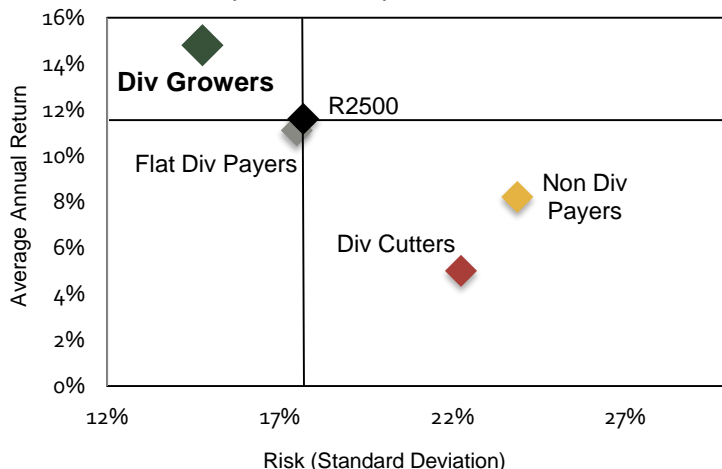 16%
14%
12%
10%
8%
6%
4%
2%
0%
Average Annual Return
Div Growers
R2500
Flat Div Payers
Non Div
Payers
Div Cutters
12%
17%
22%
27%
Risk (Standard Deviation)